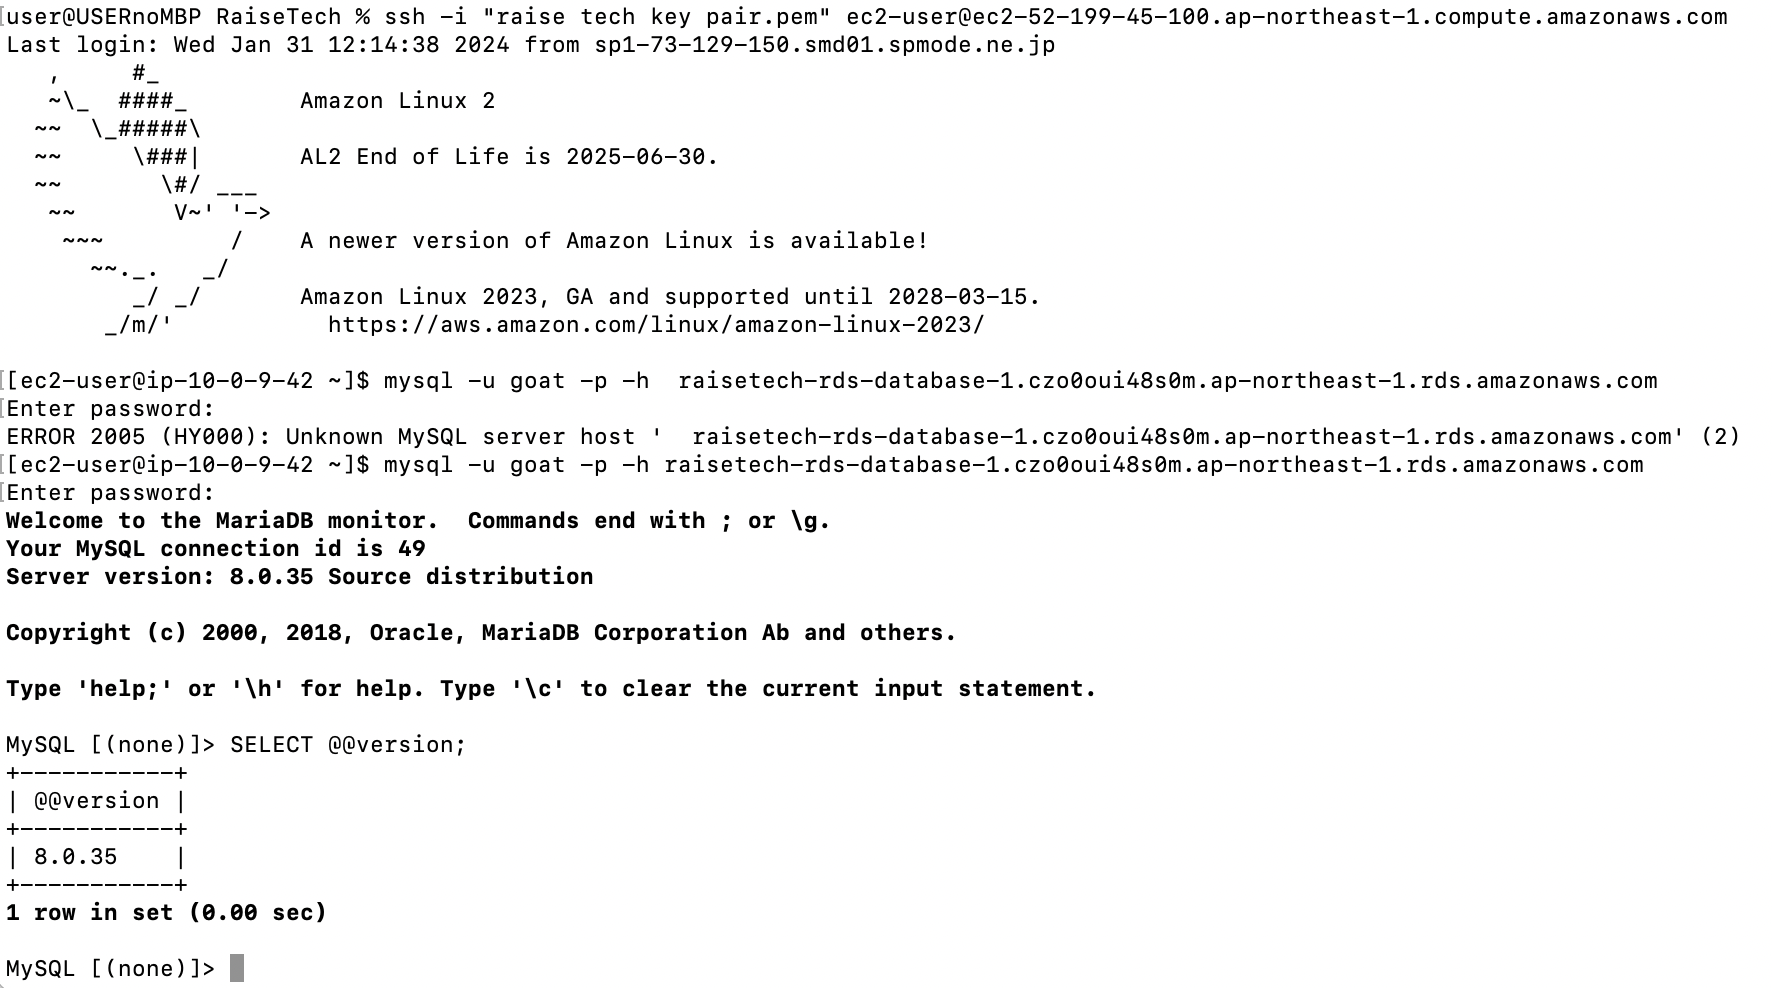 user@USERnoMBP RaiseTech % ssh -i "raise tech key pair.pem" ec2-user@ec2-52-199-45-100.ap-northeast-1.compute.amazonaws.com
Last login: Wed Jan 31 12:14:38 2024 from sp1-73-129-150.smd01.spmode.ne.jp
   ,     #_
   ~\_  ####_        Amazon Linux 2
  ~~  \_#####\
  ~~     \###|       AL2 End of Life is 2025-06-30.
  ~~       \#/ ___
   ~~       V~' '->
    ~~~         /    A newer version of Amazon Linux is available!
      ~~._.   _/
         _/ _/       Amazon Linux 2023, GA and supported until 2028-03-15.
       _/m/'           https://aws.amazon.com/linux/amazon-linux-2023/

[[ec2-user@ip-10-0-9-42 ~]$ mysql -u goat -p -h  raisetech-rds-database-1.czo0oui48s0m.ap-northeast-1.rds.amazonaws.com
[Enter password:
ERROR 2005 (HY000): Unknown MySQL server host '  raisetech-rds-database-1.czo0oui48s0m.ap-northeast-1.rds.amazonaws.com' (2)
[[ec2-user@ip-10-0-9-42 ~]$ mysql -u goat -p -h raisetech-rds-database-1.czo0oui48s0m.ap-northeast-1.rds.amazonaws.com
[Enter password:
Welcome to the MariaDB monitor.  Commands end with ; or \g.
Your MySQL connection id is 49
Server version: 8.0.35 Source distribution

Copyright (c) 2000, 2018, Oracle, MariaDB Corporation Ab and others.

Type 'help;' or '\h' for help. Type '\c' to clear the current input statement.

MySQL [(none)]> SELECT @@version;
+-----------+
| @@version |
+-----------+
| 8.0.35    |
+-----------+
1 row in set (0.00 sec)

MySQL [(none)]>